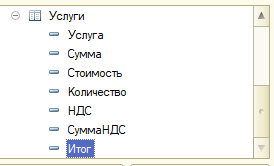 Услуги
Услуга
Сумма
Стоимость
Количество
НДС
СуммаНДС
Итог